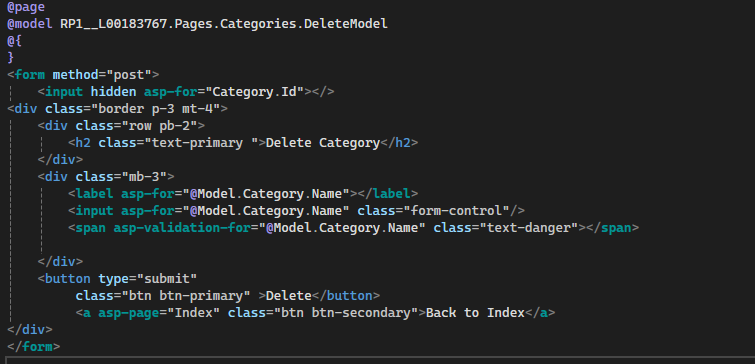 @page
@model RP1__L00183767.Pages.Categories.DeleteModel
@{
}
<form method="post">
    <input hidden asp-for="Category.Id"></>
<div class="border p-3 mt-4">
    <div class="row pb-2">
        <h2 class="text-primary ">Delete Category</h2>
    </div>
    <div class="mb-3">
        <label asp-for="@Model.Category.Name"></label>
        <input asp-for="@Model.Category.Name" class="form-control"/>
        <span asp-validation-for="@Model.Category.Name" class="text-danger"></span>

    </div>
    <button type="submit"
         class="btn btn-primary" >Delete</button>
         <a asp-page="Index" class="btn btn-secondary">Back to Index</a>
</div>
</form>